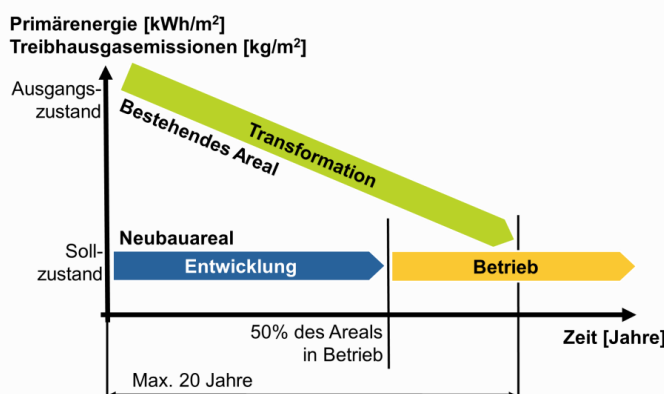 Primärenergie [kWh/m²]
Treibhausgasemissionen [kg/m²]
Ausgangs-
zustand
Bestehendes Areal
Transformation
Neubauareal
Soll-
zustand
Entwicklung
Betrieb
50% des Areals
in Betrieb
Zeit [Jahre]
Max. 20 Jahre